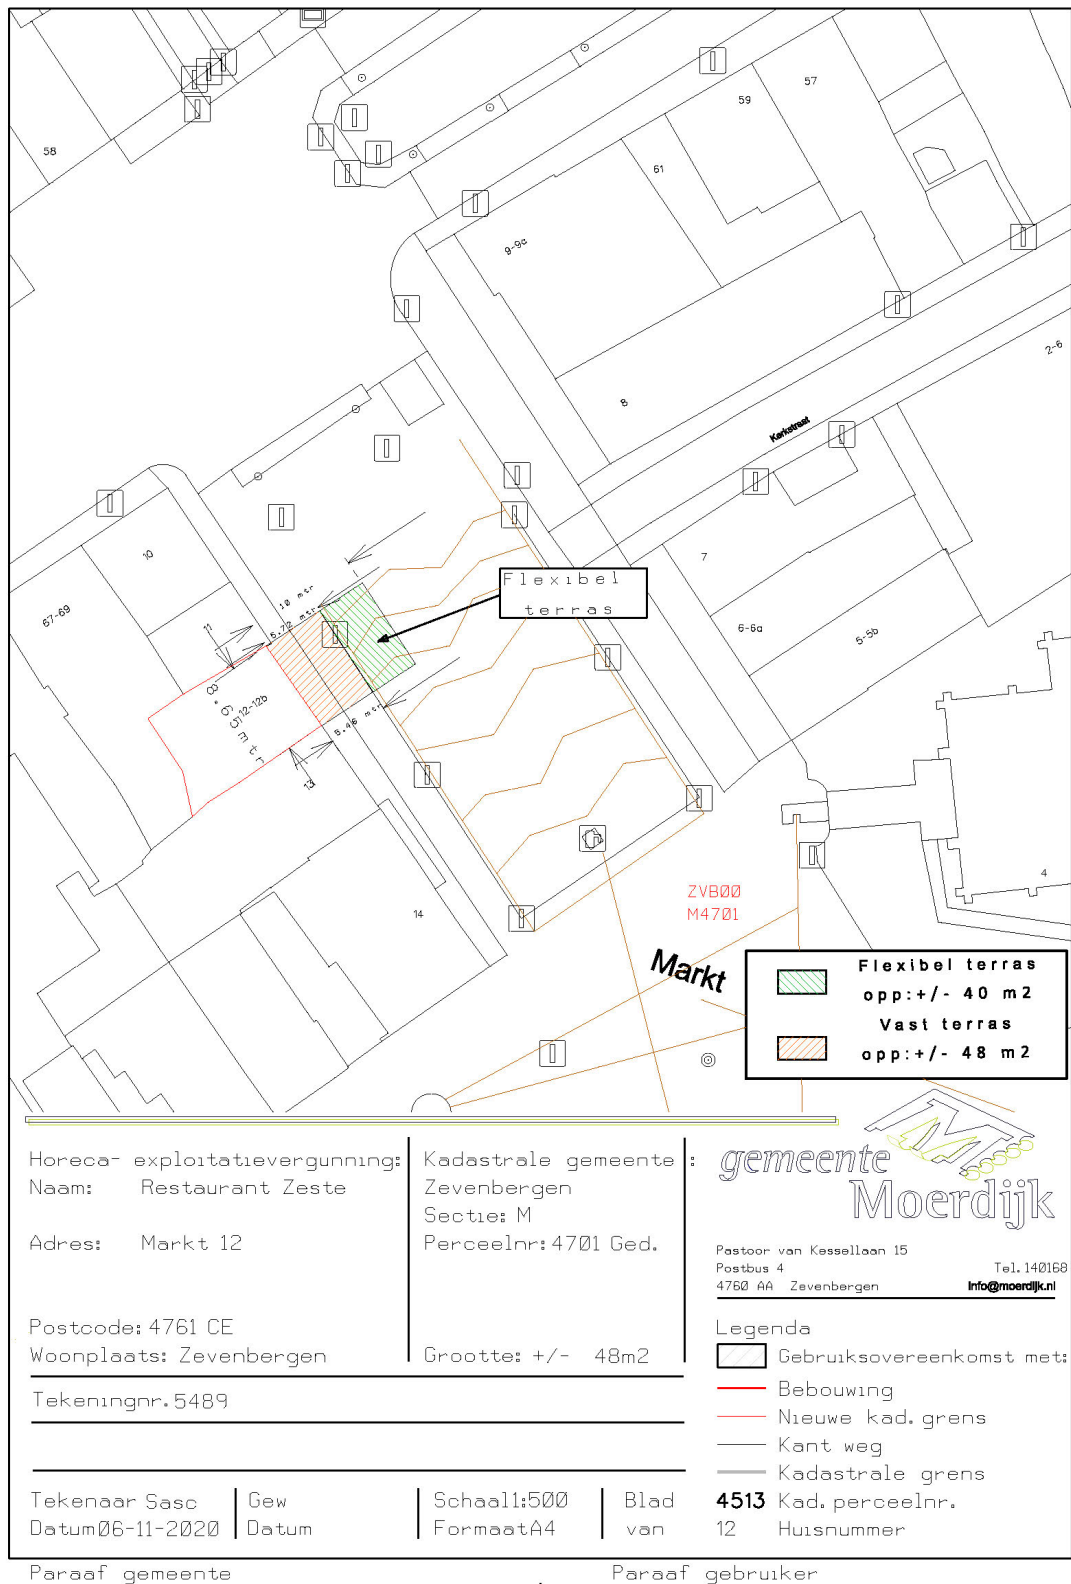 58
57
59
61
9-9a
8
2-6
Kerkstraat
7
6-6a
5-5b
4
10
67-69
11
12-12b
13
14
10 mtr
5.72 mtr
8.65mtr
Flexibel
terras
ZVB00
M4701
Markt
Flexibel terras
opp:+/- 40 m2
Vast terras
opp:+/- 48 m2
Horeca- exploitatievergunning:
Naam: Restaurant Zeste
Adres: Markt 12
Postcode: 4761 CE
Woonplaats: Zevenbergen
Kadastrale gemeente :
Zevenbergen
Sectie: M
Perceelnr: 4701 Ged.
Grootte: +/- 48m2
Tekeningnr. 5489
Tekenaar Sasc
Datum 06-11-2020
Gew
Datum
Schaal 1:500
Formaat A4
Blad
van
gemeente
Moerdijk
Pastoor van Kessellaan 15
Postbus 4 Tel. 140168
4760 AA Zevenbergen info@moerdijk.nl
Legenda
Gebruiksovereenkomst met:
Bebouwing
Nieuwe kad. grens
Kant weg
Kadastrale grens
4513 Kad. perceelnr.
12 Huisnummer
Paraaf gemeente
Paraaf gebruiker